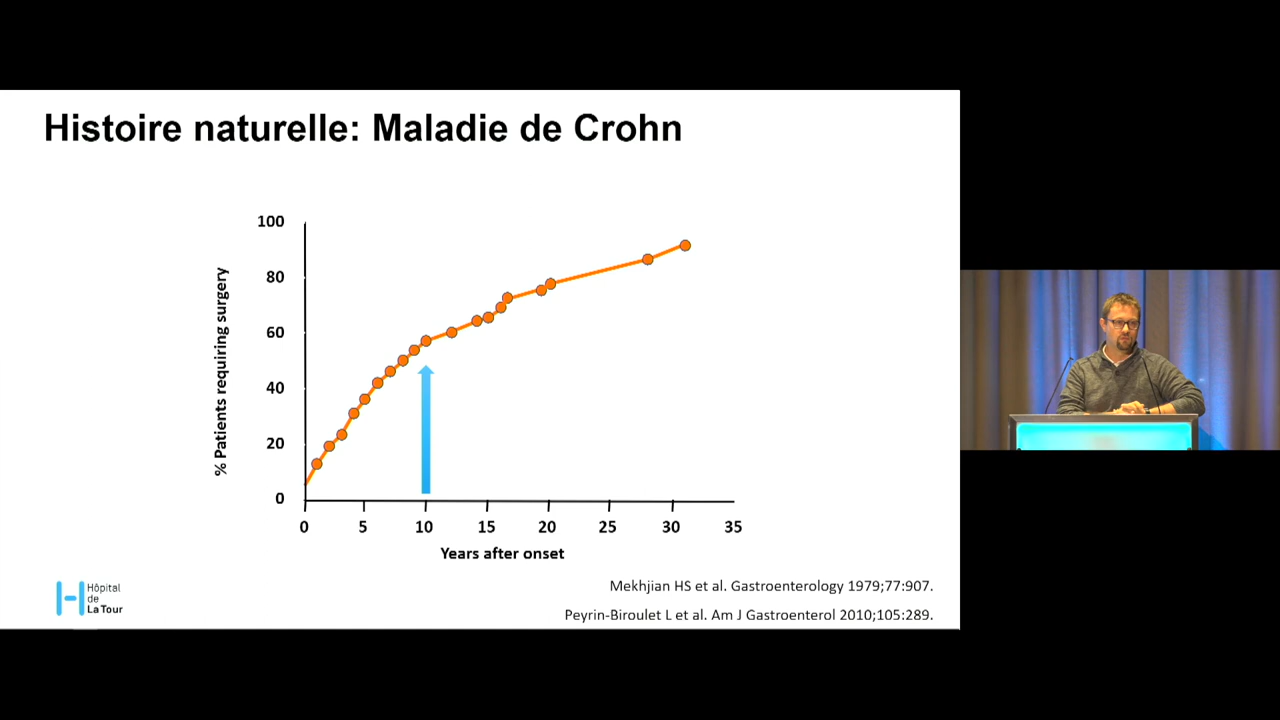 Histoire naturelle: Maladie de Crohn
% Patients requiring surgery
100
80
60
40
20
0
0 5 10 15 20 25 30 35
Years after onset
Mekhjian HS et al. Gastroenterology 1979;77:907.
Peyrin-Biroulet L et al. Am J Gastroenterol 2010;105:289.
Hôpital
de
La Tour